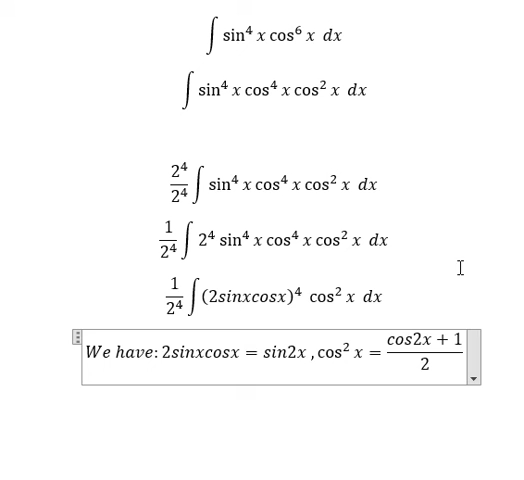 ∫ sin⁴ x cos⁶ x dx
∫ sin⁴ x cos⁴ x cos² x dx
2⁴/2⁴ ∫ sin⁴ x cos⁴ x cos² x dx
1/2⁴ ∫ 2⁴ sin⁴ x cos⁴ x cos² x dx
1/2⁴ ∫ (2sinxcosx)⁴ cos² x dx
We have: 2sinxcosx = sin2x , cos² x = (cos2x + 1)/2